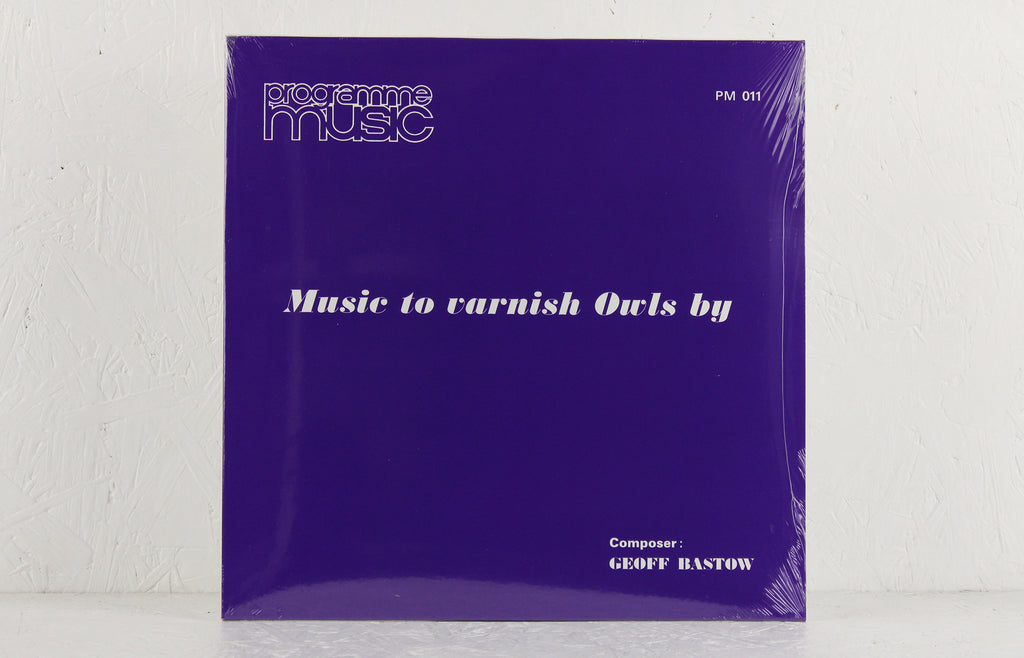 programme
music
PM 011
Music to varnish Owls by
Composer:
GEOFF BASTOW